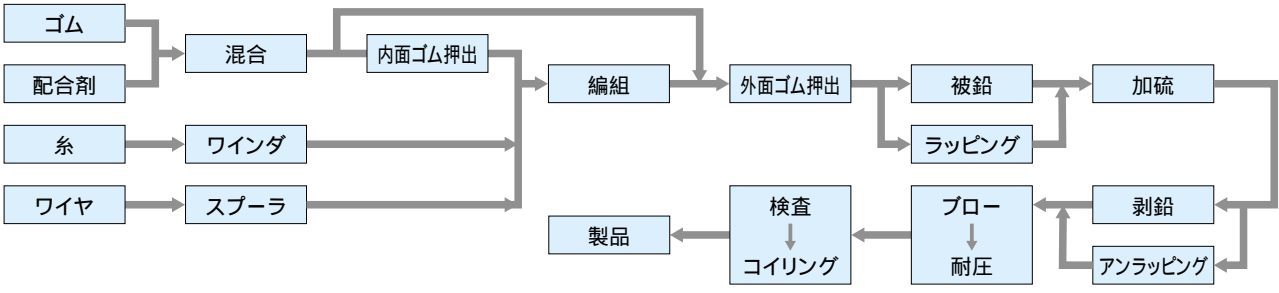 ゴム
配合剤
混合
内面ゴム押出
編組
外面ゴム押出
被鉛
加硫
糸
ワインダ
ラッピング
ワイヤ
スプーラ
剥鉛
アンラッピング
ブロー
耐圧
検査
コイリング
製品